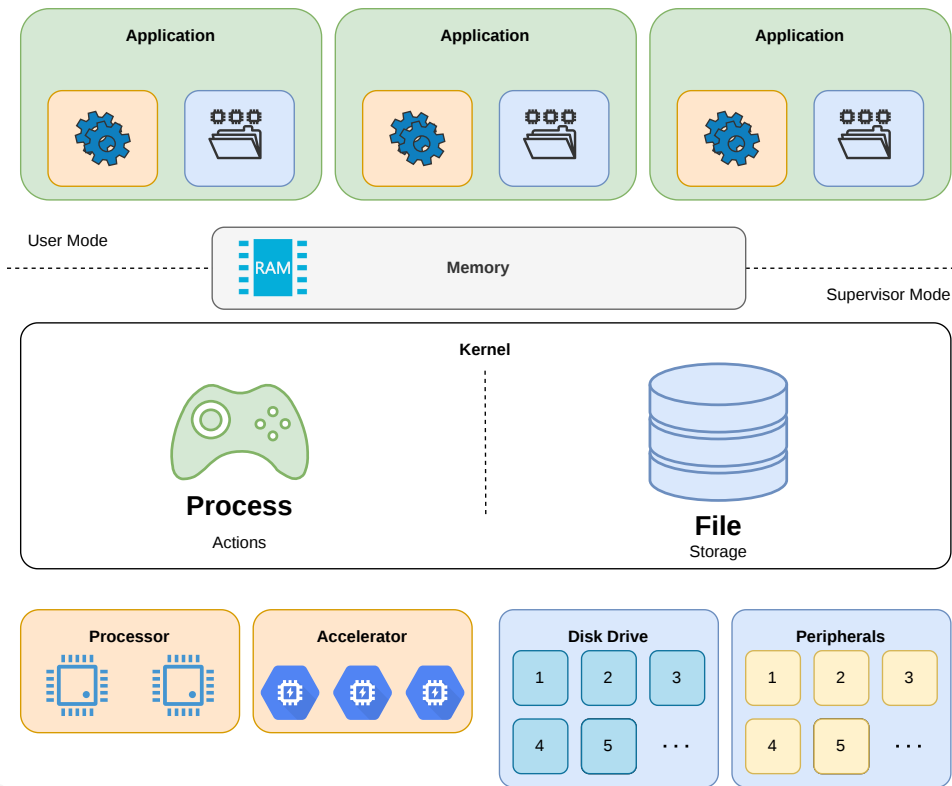 Application
Application
Application
User Mode
RAM
Memory
Supervisor Mode
Kernel
Process
Actions
File
Storage
Processor
Accelerator
Disk Drive
1 2 3
4 5 ...
Peripherals
1 2 3
4 5 ...